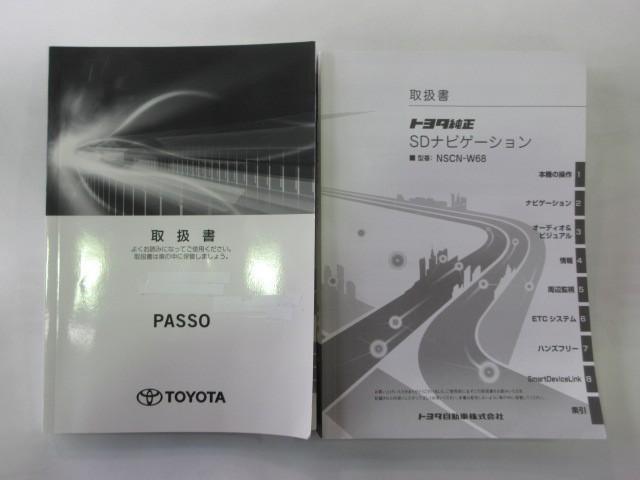 取扱書
よくお読みになってご使用ください。
取扱書は車の中に保管しましょう。
PASSO
TOYOTA
取扱書
トヨタ純正
SDナビゲーション
■型番: NSCN-W68
本機の操作 1
ナビゲーション 2
オーディオ&
ビジュアル 3
情報 4
周辺監視 5
ETCシステム 6
ハンズフリー 7
SmartDeviceLink 8
索引
トヨタ自動車株式会社